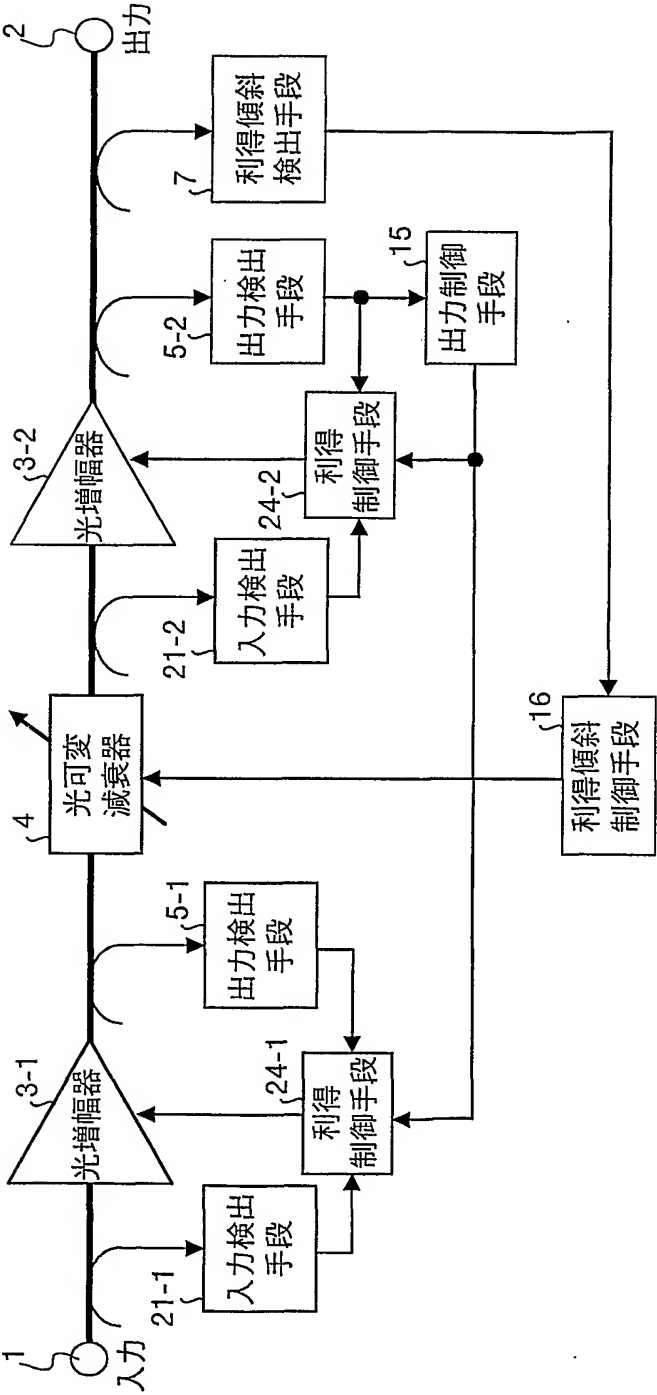 1
入力
21-1
入力検出
手段
3-1
光増幅器
24-1
利得
制御手段
5-1
出力検出
手段
4
光可変
減衰器
16
利得傾斜
制御手段
21-2
入力検出
手段
3-2
光増幅器
24-2
利得
制御手段
5-2
出力検出
手段
15
出力制御
手段
7
利得傾斜
検出手段
2
出力